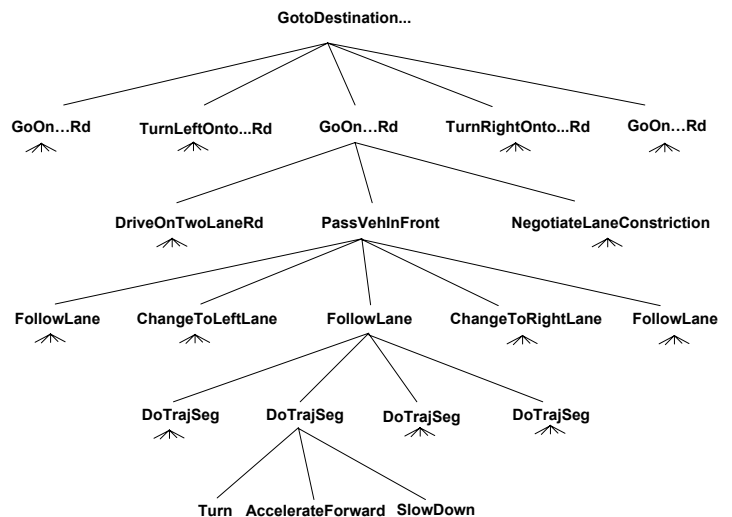 GotoDestination...
GoOn...Rd TurnLeftOnto...Rd GoOn...Rd TurnRightOnto...Rd GoOn...Rd
DriveOnTwoLaneRd PassVehInFront NegotiateLaneConstriction
FollowLane ChangeToLeftLane FollowLane ChangeToRightLane FollowLane
DoTrajSeg DoTrajSeg DoTrajSeg DoTrajSeg
Turn AccelerateForward SlowDown